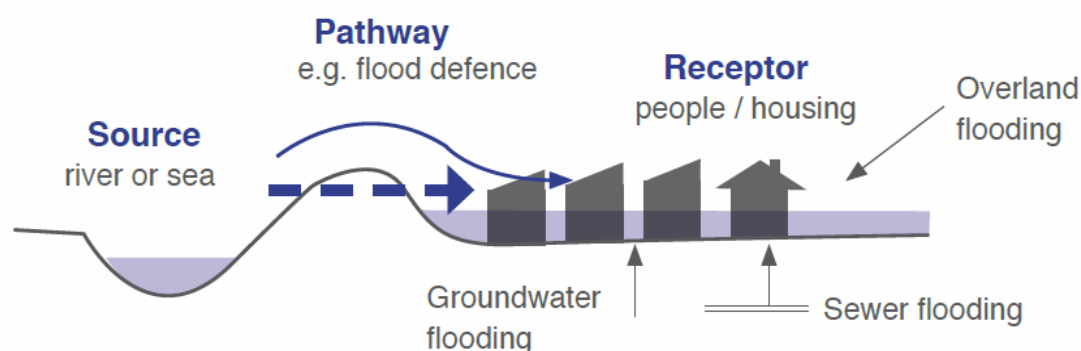 Pathway
e.g. flood defence
Receptor
people / housing
Overland
flooding
Source
river or sea
Groundwater
flooding
Sewer flooding